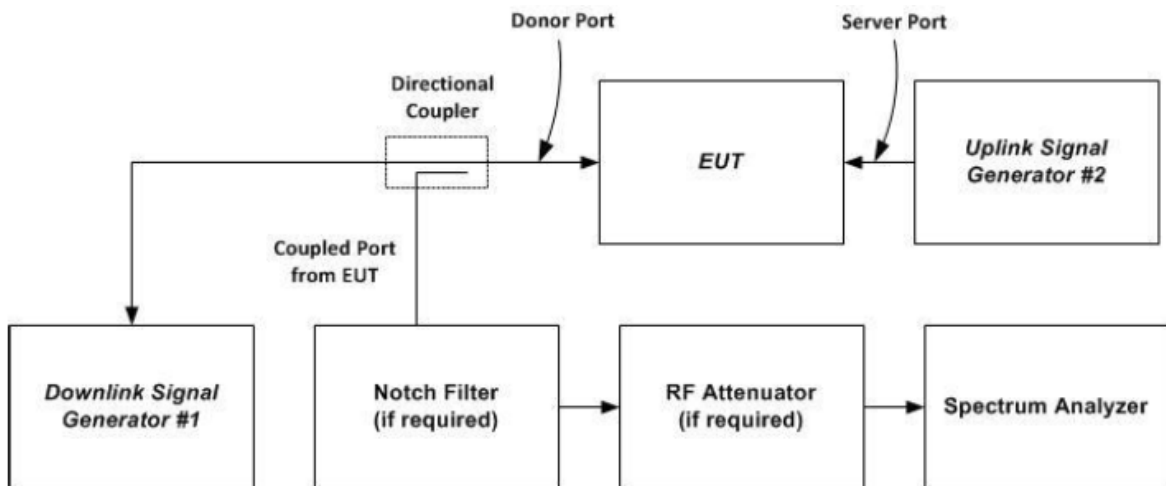 Donor Port
Server Port
Directional
Coupler
EUT
Uplink Signal
Generator #2
Coupled Port
from EUT
Downlink Signal
Generator #1
Notch Filter
(if required)
RF Attenuator
(if required)
Spectrum Analyzer